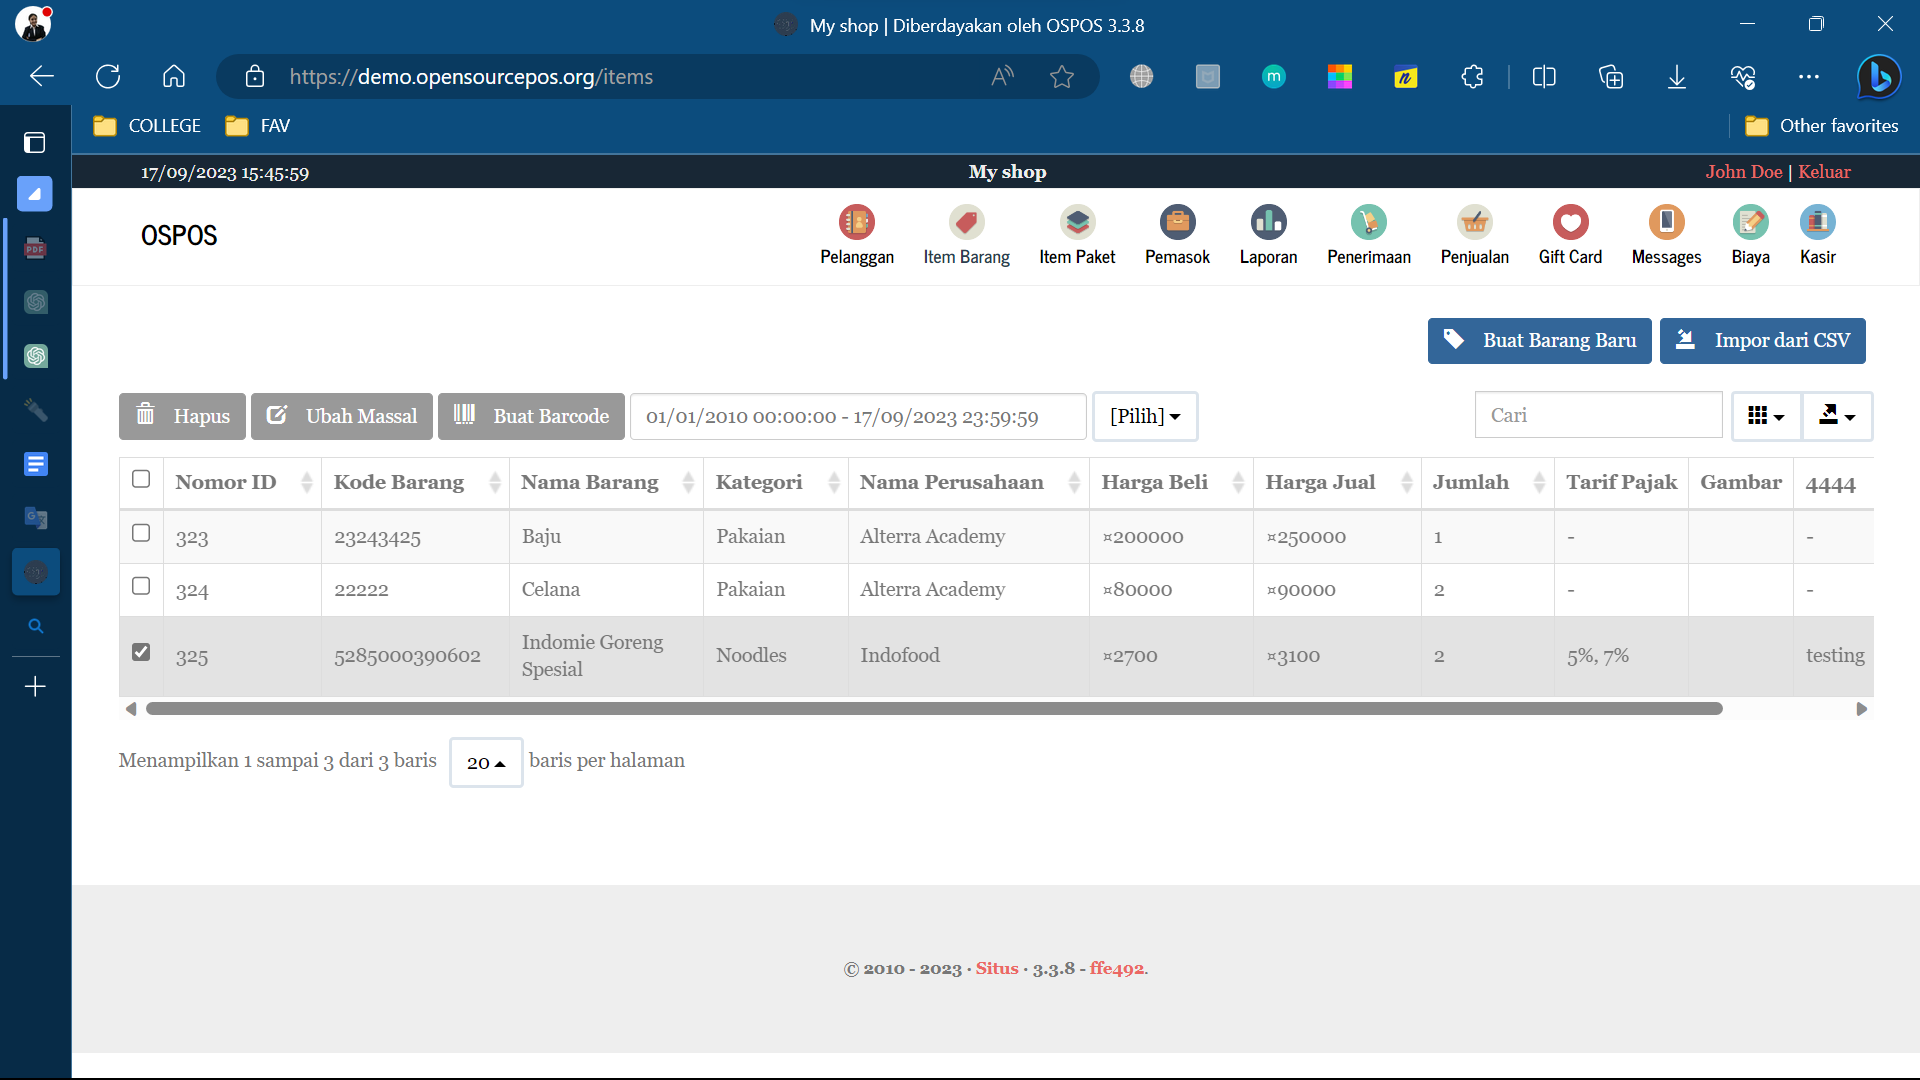 My shop | Diberdayakan oleh OSPOS 3.3.8
https://demo.opensourcepos.org/items
COLLEGE FAV Other favorites
17/09/2023 15:45:59 My shop John Doe | Keluar
OSPOS
Pelanggan Item Barang Item Paket Pemasok Laporan Penerimaan Penjualan Gift Card Messages Biaya Kasir
Buat Barang Baru Impor dari CSV
Hapus Ubah Massal Buat Barcode 01/01/2010 00:00:00 - 17/09/2023 23:59:59 [Pilih] Cari
Nomor ID Kode Barang Nama Barang Kategori Nama Perusahaan Harga Beli Harga Jual Jumlah Tarif Pajak Gambar 4444
323 23243425 Baju Pakaian Alterra Academy ¤200000 ¤250000 1 - -
324 22222 Celana Pakaian Alterra Academy ¤80000 ¤90000 2 - -
325 5285000390602 Indomie Goreng Spesial Noodles Indofood ¤2700 ¤3100 2 5%, 7% testing
Menampilkan 1 sampai 3 dari 3 baris 20 baris per halaman
© 2010 - 2023 · Situs · 3.3.8 - ffe492.